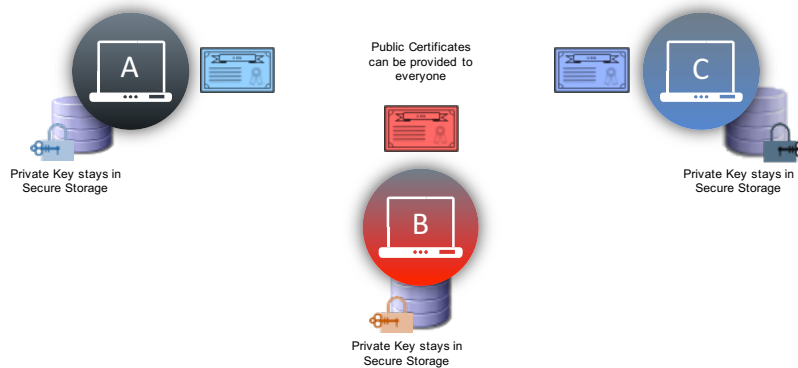 A
Public Certificates
can be provided to
everyone
C
Private Key stays in
Secure Storage
Private Key stays in
Secure Storage
B
Private Key stays in
Secure Storage